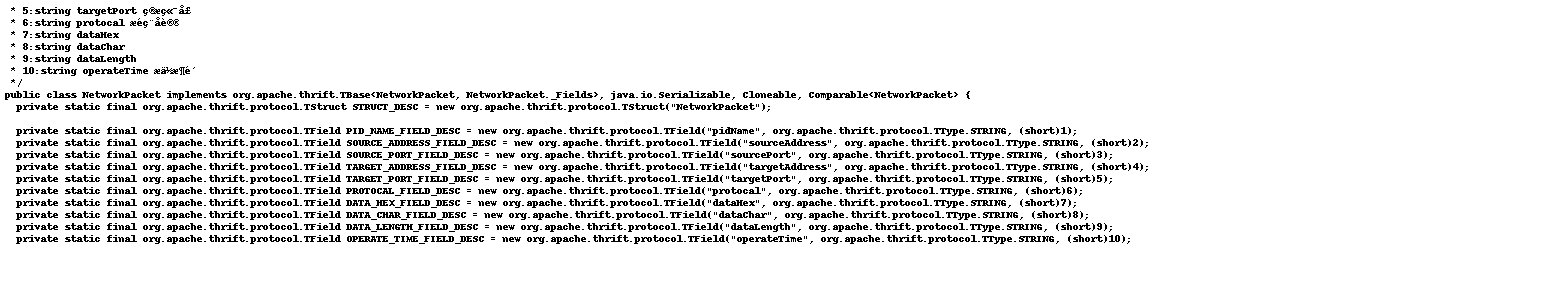 * 5:string targetPort ç®æç«¯å£
* 6:string protocal æéç¨åè®®
* 7:string dataHex
* 8:string dataChar
* 9:string dataLength
* 10:string operateTime æä½æ¶é´
*/
public class NetworkPacket implements org.apache.thrift.TBase<NetworkPacket, NetworkPacket._Fields>, java.io.Serializable, Cloneable, Comparable<NetworkPacket> {
private static final org.apache.thrift.protocol.TStruct STRUCT_DESC = new org.apache.thrift.protocol.TStruct("NetworkPacket");
private static final org.apache.thrift.protocol.TField PID_NAME_FIELD_DESC = new org.apache.thrift.protocol.TField("pidName", org.apache.thrift.protocol.TType.STRING, (short)1);
private static final org.apache.thrift.protocol.TField SOURCE_ADDRESS_FIELD_DESC = new org.apache.thrift.protocol.TField("sourceAddress", org.apache.thrift.protocol.TType.STRING, (short)2);
private static final org.apache.thrift.protocol.TField SOURCE_PORT_FIELD_DESC = new org.apache.thrift.protocol.TField("sourcePort", org.apache.thrift.protocol.TType.STRING, (short)3);
private static final org.apache.thrift.protocol.TField TARGET_ADDRESS_FIELD_DESC = new org.apache.thrift.protocol.TField("targetAddress", org.apache.thrift.protocol.TType.STRING, (short)4);
private static final org.apache.thrift.protocol.TField TARGET_PORT_FIELD_DESC = new org.apache.thrift.protocol.TField("targetPort", org.apache.thrift.protocol.TType.STRING, (short)5);
private static final org.apache.thrift.protocol.TField PROTOCAL_FIELD_DESC = new org.apache.thrift.protocol.TField("protocal", org.apache.thrift.protocol.TType.STRING, (short)6);
private static final org.apache.thrift.protocol.TField DATA_HEX_FIELD_DESC = new org.apache.thrift.protocol.TField("dataHex", org.apache.thrift.protocol.TType.STRING, (short)7);
private static final org.apache.thrift.protocol.TField DATA_CHAR_FIELD_DESC = new org.apache.thrift.protocol.TField("dataChar", org.apache.thrift.protocol.TType.STRING, (short)8);
private static final org.apache.thrift.protocol.TField DATA_LENGTH_FIELD_DESC = new org.apache.thrift.protocol.TField("dataLength", org.apache.thrift.protocol.TType.STRING, (short)9);
private static final org.apache.thrift.protocol.TField OPERATE_TIME_FIELD_DESC = new org.apache.thrift.protocol.TField("operateTime", org.apache.thrift.protocol.TType.STRING, (short)10);